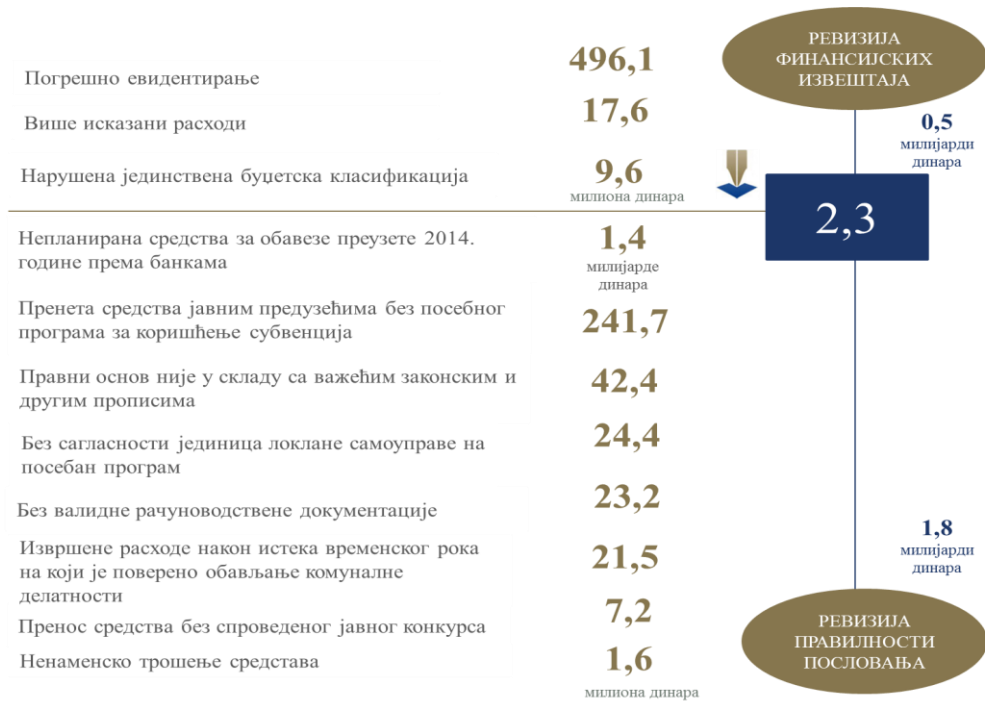 Погрешно евидентирање
496,1
Више исказани расходи
17,6
Нарушена јединствена буџетска класификација
9,6
милиона динара
Непланирана средства за обавезе преузете 2014.
године према банкама
1,4
милијарде
динара
Пренета средства јавним предузећима без посебног
програма за коришћење субвенција
241,7
Правни основ није у складу са важећим законским и
другим прописима
42,4
Без сагласности јединица локлане самоуправе на
посебан програм
24,4
Без валидне рачуноводствене документације
23,2
Извршене расходе након истека временског рока
на који је поверено обављање комуналне
делатности
21,5
Пренос средства без спроведеног јавног конкурса
7,2
Ненаменско трошење средстава
1,6
милиона динара
РЕВИЗИЈА
ФИНАНСИЈСКИХ
ИЗВЕШТАЈА
0,5
милијарди
динара
2,3
1,8
милијарди
динара
РЕВИЗИЈА
ПРАВИЛНОСТИ
ПОСЛОВАЊА